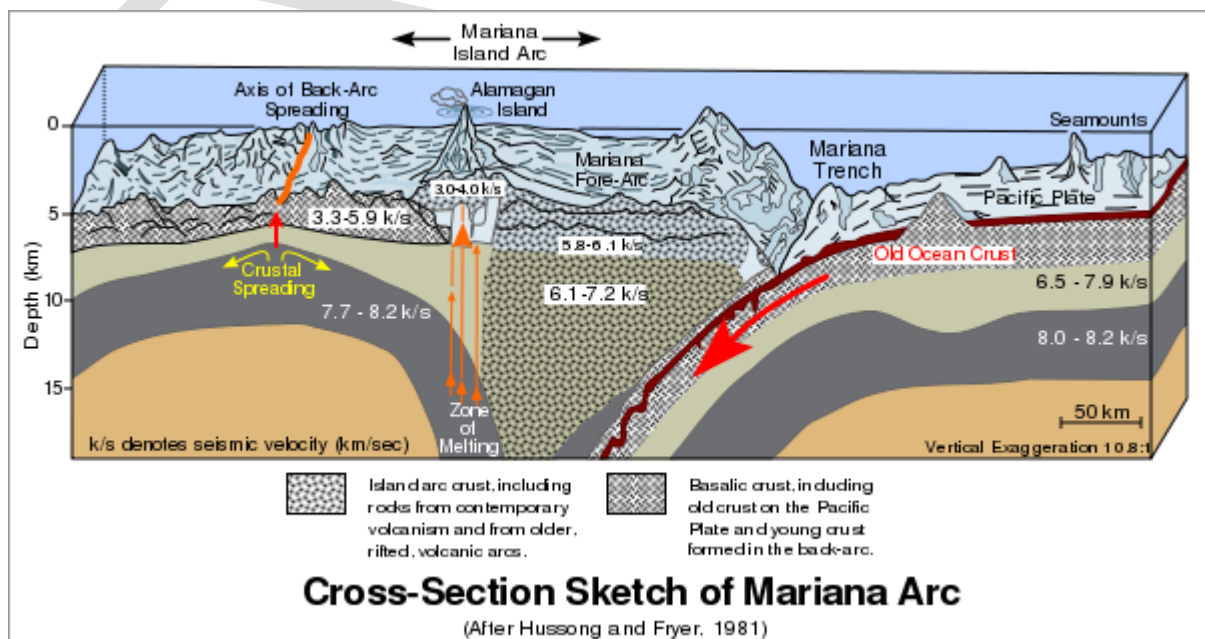 Mariana
Island Arc
Axis of Back-Arc
Spreading
Alamagan
Island
Seamounts
Mariana
Fore-Arc
Mariana
Trench
Pacific Plate
Depth (km)
0
5
10
15
3.0-4.0 k/s
3.3-5.9 k/s
5.8-6.1 k/s
Old Ocean Crust
Crustal
Spreading
6.1-7.2 k/s
6.5 - 7.9 k/s
7.7 - 8.2 k/s
8.0 - 8.2 k/s
Zone
of
Melting
50 km
k/s denotes seismic velocity (km/sec)
Vertical Exaggeration 10.8:1
Island arc crust, including
rocks from contemporary
volcanism and from older,
rifted, volcanic arcs.
Basalic crust, including
old crust on the Pacific
Plate and young crust
formed in the back-arc.
Cross-Section Sketch of Mariana Arc
(After Hussong and Fryer, 1981)